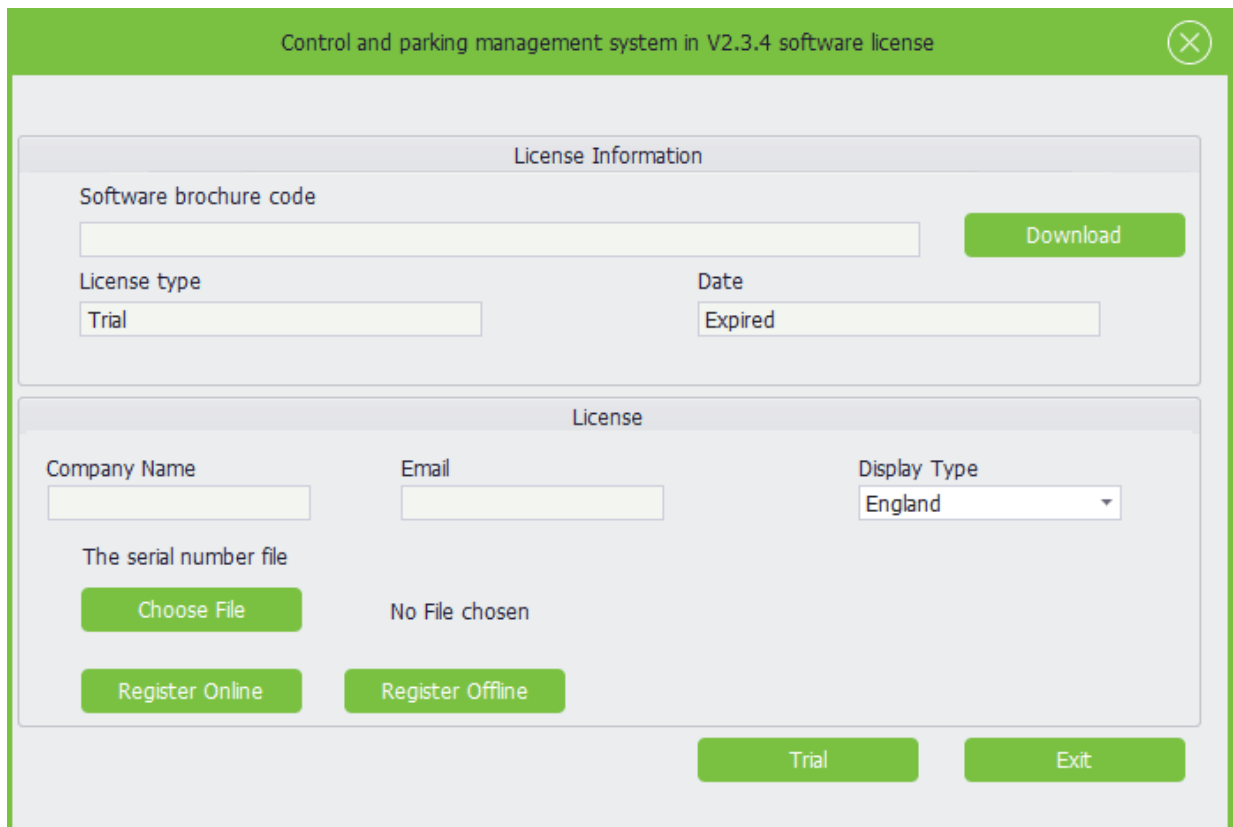 Control and parking management system in V2.3.4 software license
License Information
Software brochure code
Download
License type
Date
Trial
Expired
License
Company Name
Email
Display Type
England
The serial number file
Choose File
No File chosen
Register Online
Register Offline
Trial
Exit